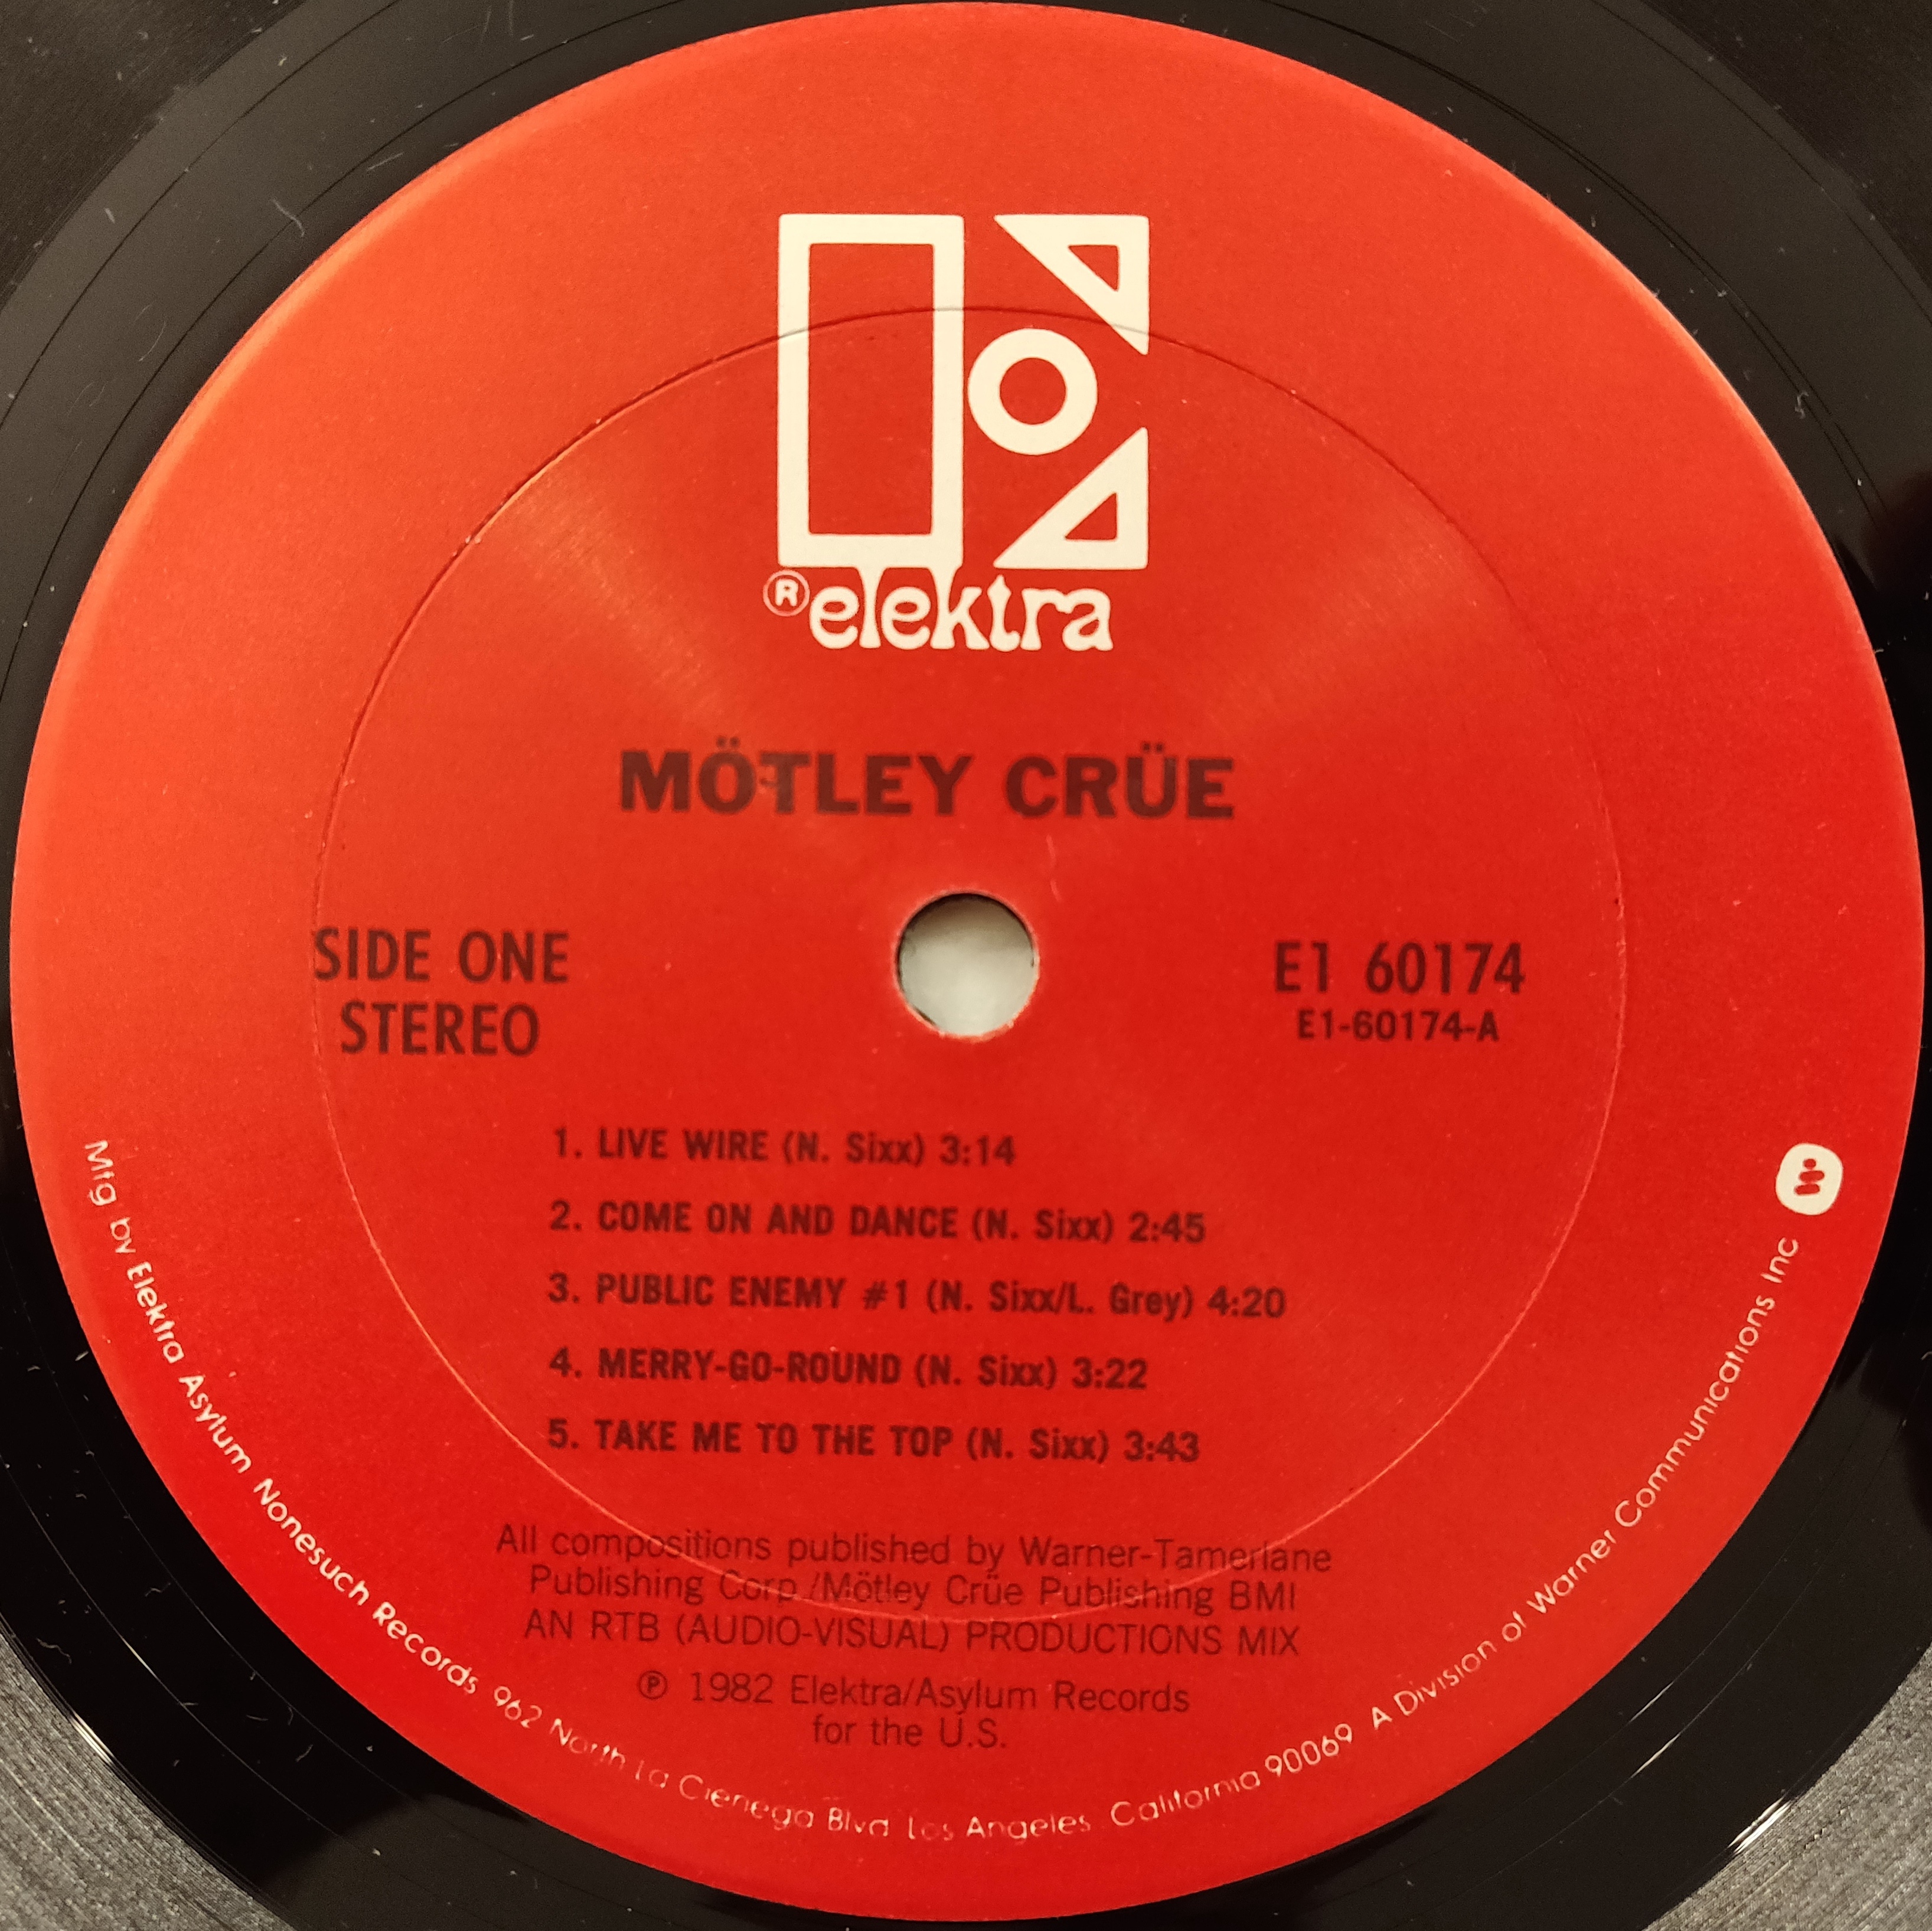 ® elektra
MÖTLEY CRÜE
SIDE ONE
STEREO
E1 60174
E1-60174-A
1. LIVE WIRE (N. Sixx) 3:14
2. COME ON AND DANCE (N. Sixx) 2:45
3. PUBLIC ENEMY #1 (N. Sixx/L. Grey) 4:20
4. MERRY-GO-ROUND (N. Sixx) 3:22
5. TAKE ME TO THE TOP (N. Sixx) 3:43
All compositions published by Warner-Tamerlane
Publishing Corp./Mötley Crüe Publishing BMI
AN RTB (AUDIO-VISUAL) PRODUCTIONS MIX
℗ 1982 Elektra/Asylum Records
for the U.S.
Mfg by Elektra Asylum Nonesuch Records 962 North La Cienega Blvd Los Angeles California 90069 A Division of Warner Communications Inc